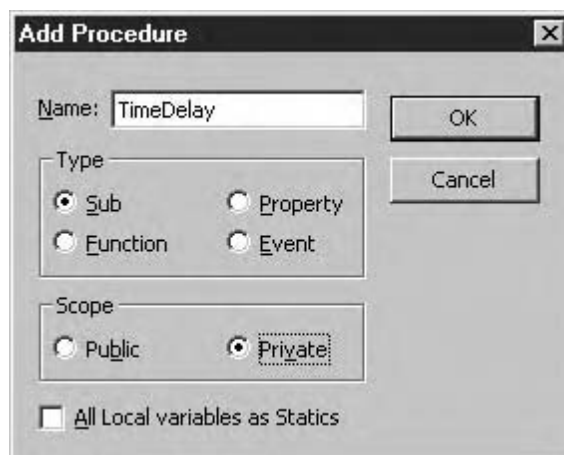 Add Procedure
Name: TimeDelay
OK
Cancel
Type
Sub
Property
Function
Event
Scope
Public
Private
All Local variables as Statics